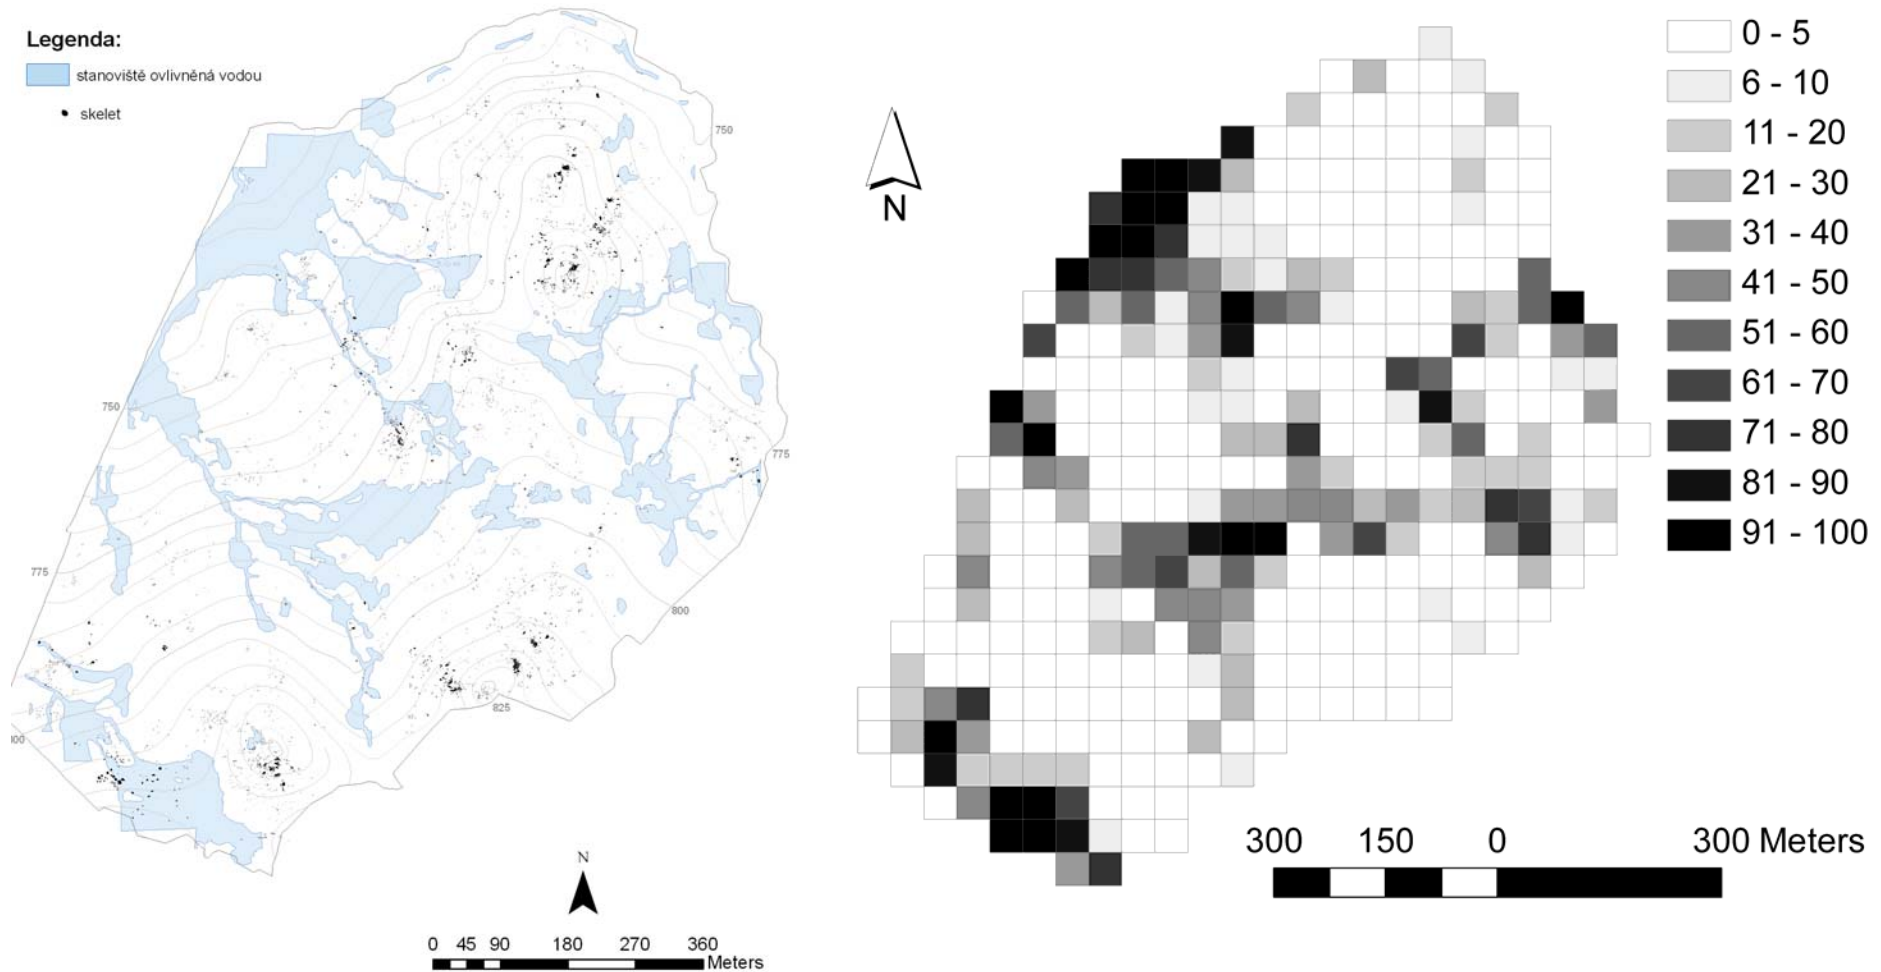 Legenda:
stanoviště ovlivněná vodou
skelet
750
750
775
775
800
825
N
0 45 90 180 270 360
Meters
N
0 - 5
6 - 10
11 - 20
21 - 30
31 - 40
41 - 50
51 - 60
61 - 70
71 - 80
81 - 90
91 - 100
300 150 0 300 Meters